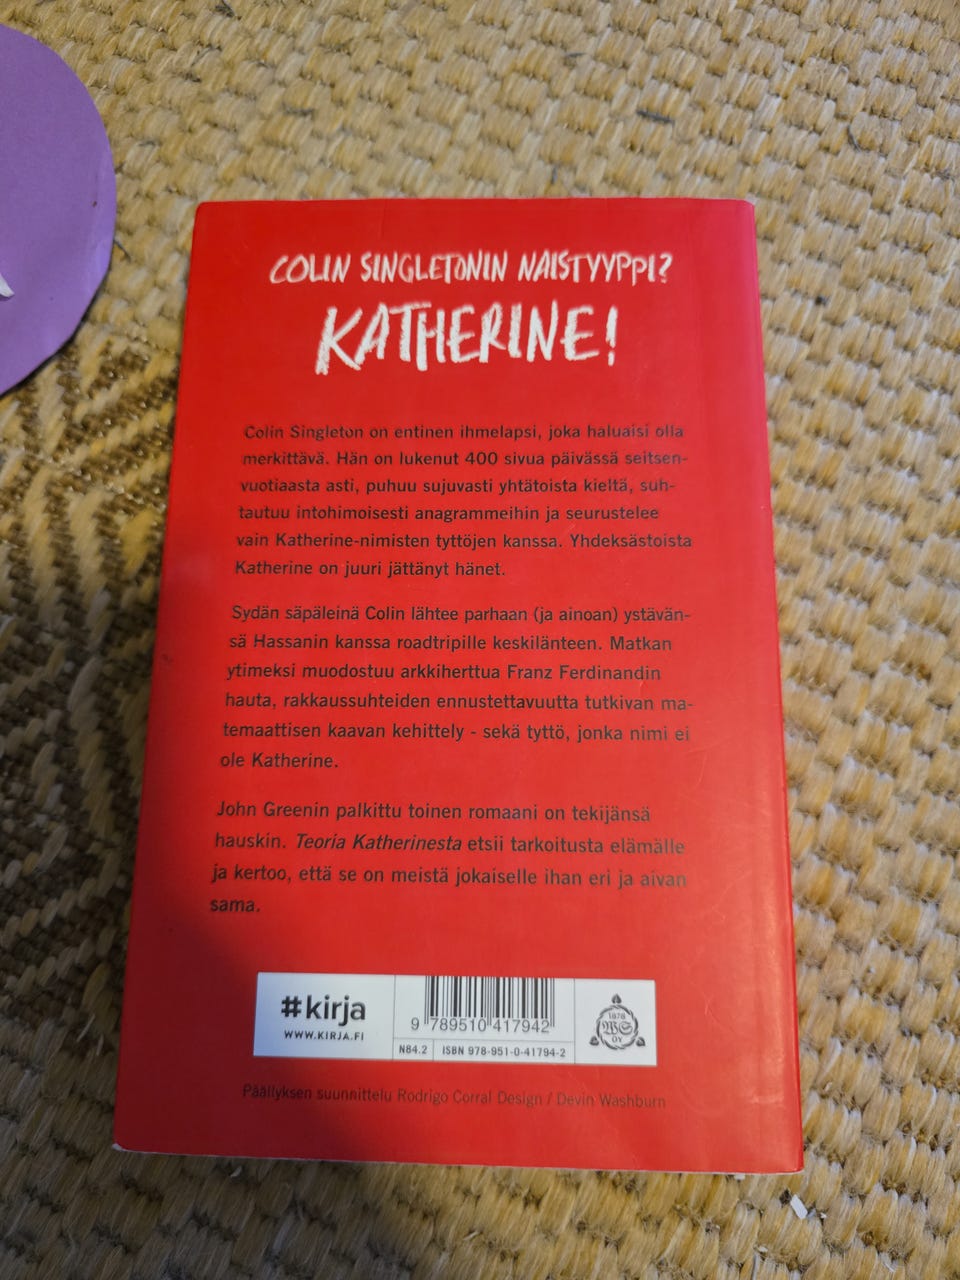 COLIN SINGLETONIN NAISTYYPPI?
KATHERINE!
Colin Singleton on entinen ihmelapsi, joka haluaisi olla
merkittävä. Hän on lukenut 400 sivua päivässä seitsen-
vuotiaasta asti, puhuu sujuvasti yhtätoista kieltä, suh-
tautuu intohimoisesti anagrammeihin ja seurustelee
vain Katherine-nimisten tyttöjen kanssa. Yhdeksästoista
Katherine on juuri jättänyt hänet.
Sydän säpäleinä Colin lähtee parhaan (ja ainoan) ystävän-
sä Hassanin kanssa roadtripille keskilänteen. Matkan
ytimeksi muodostuu arkkiherttua Franz Ferdinandin
hauta, rakkaussuhteiden ennustettavuutta tutkivan ma-
temaattisen kaavan kehittely - sekä tyttö, jonka nimi ei
ole Katherine.
John Greenin palkittu toinen romaani on tekijänsä
hauskin. Teoria Katherinesta etsii tarkoitusta elämälle
ja kertoo, että se on meistä jokaiselle ihan eri ja aivan
sama.
#kirja
WWW.KIRJA.FI
9 789510 417942
N84.2 ISBN 978-951-0-41794-2
1878
WS
OY
Päällyksen suunnittelu Rodrigo Corral Design / Devin Washburn